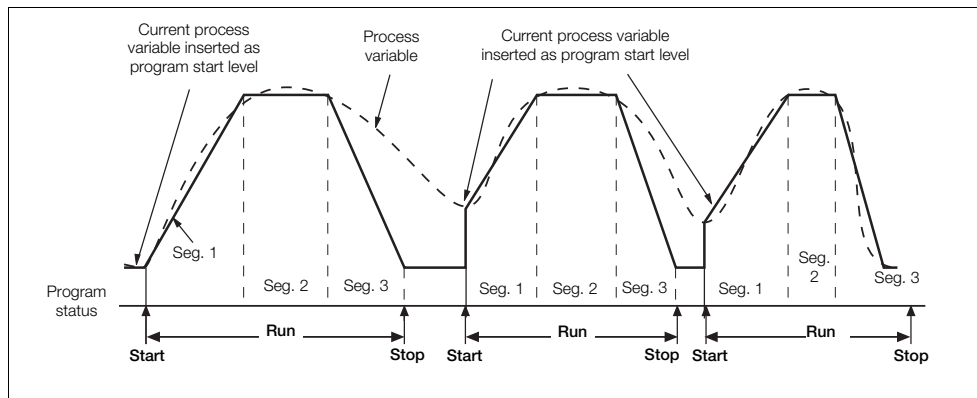 Current process
variable inserted as
program start level
Process
variable
Current process variable
inserted as program start level
Seg. 1
Seg. 2
Seg. 3
Seg. 1
Seg. 2
Seg. 3
Seg. 1
Seg.
2
Seg. 3
Program
status
Run
Run
Run
Start
Stop
Start
Stop
Start
Stop